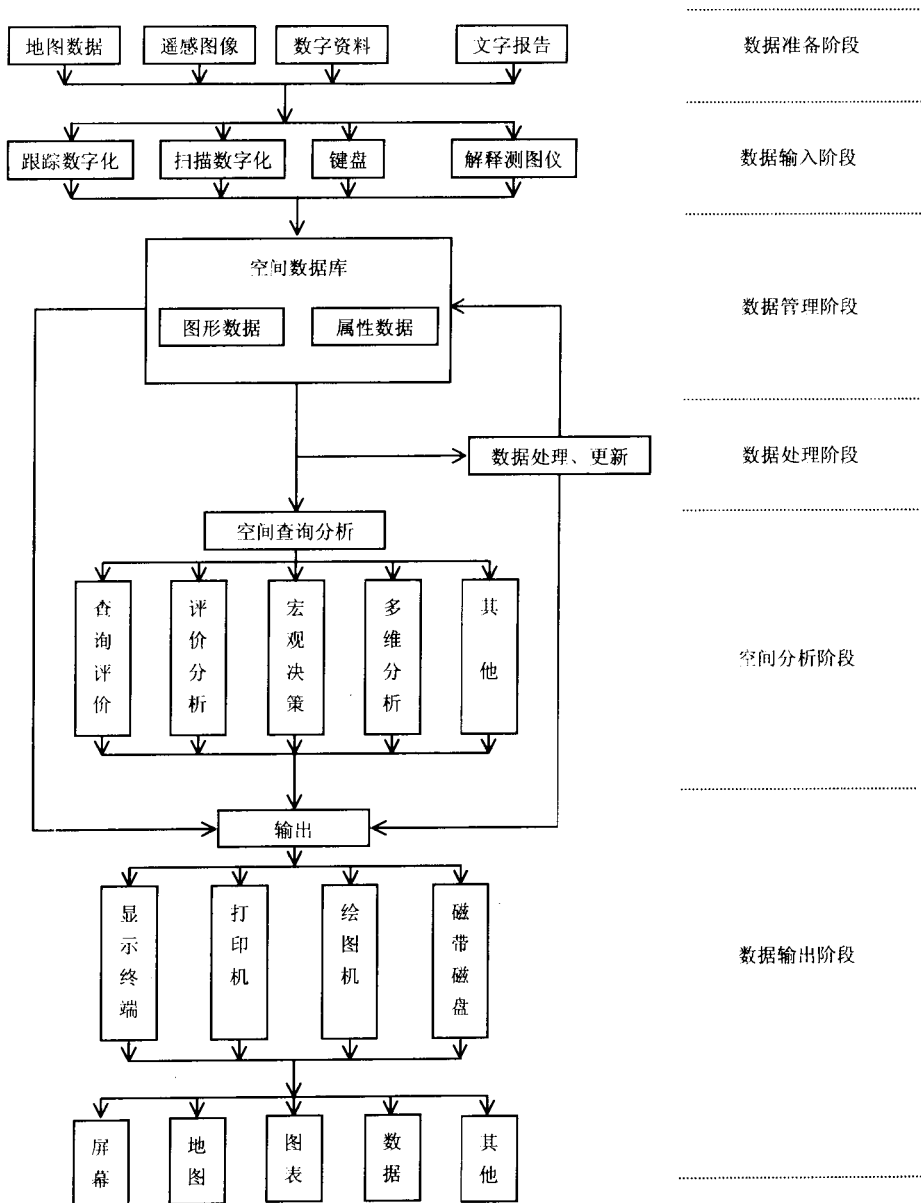 地图数据 遥感图像 数字资料 文字报告 数据准备阶段
跟踪数字化 扫描数字化 键盘 解释测图仪 数据输入阶段
空间数据库
图形数据 属性数据 数据管理阶段
数据处理、更新 数据处理阶段
空间查询分析
查询评价 评价分析 宏观决策 多维分析 其他 空间分析阶段
输出
显示终端 打印机 绘图机 磁带磁盘 数据输出阶段
屏幕 地图 图表 数据 其他